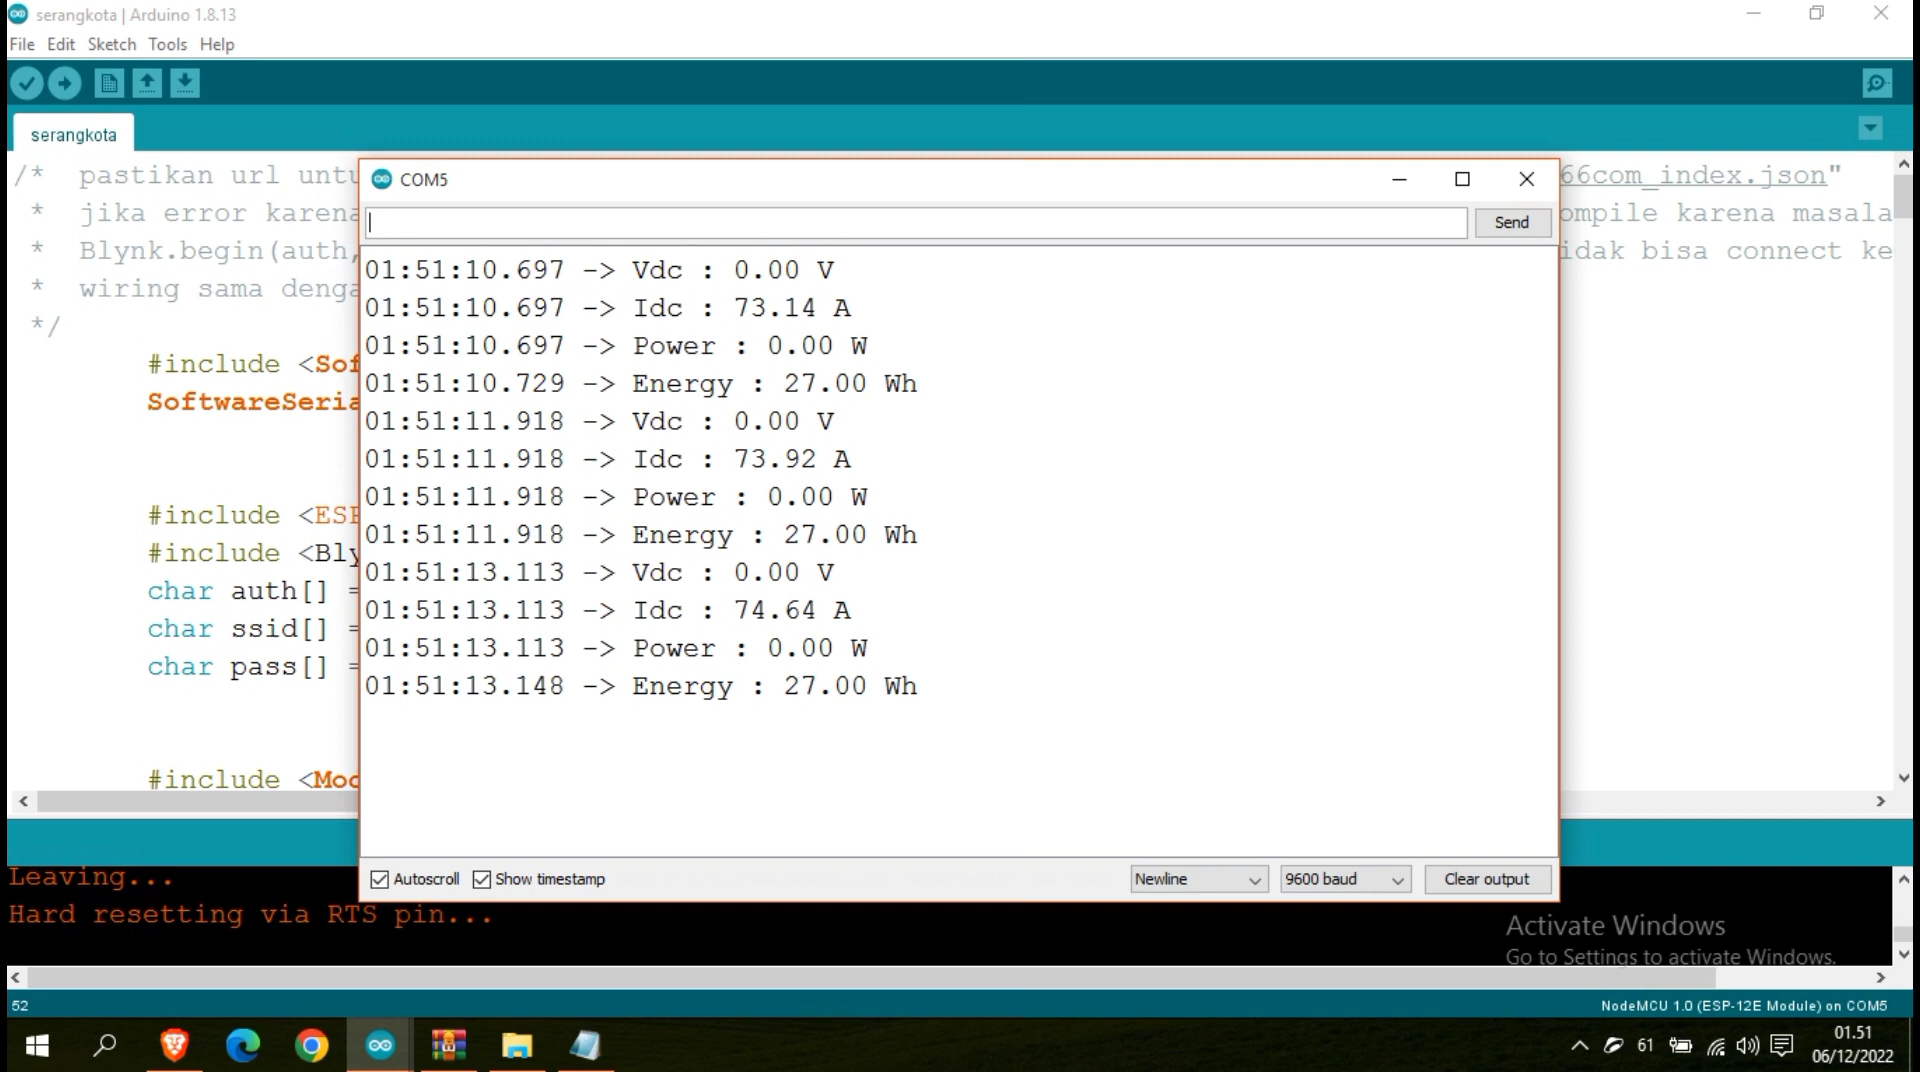 serangkota | Arduino 1.8.13
File Edit Sketch Tools Help
serangkota
/* pastikan url untu
66com_index.json"
* jika error karena
ompile karena masala
* Blynk.begin(auth,
idak bisa connect ke
* wiring sama denga
*/
#include <Sof
SoftwareSeria
#include <ESP
#include <Bly
char auth[] =
char ssid[] =
char pass[] =
#include <Mod
COM5
Send
01:51:10.697 -> Vdc : 0.00 V
01:51:10.697 -> Idc : 73.14 A
01:51:10.697 -> Power : 0.00 W
01:51:10.729 -> Energy : 27.00 Wh
01:51:11.918 -> Vdc : 0.00 V
01:51:11.918 -> Idc : 73.92 A
01:51:11.918 -> Power : 0.00 W
01:51:11.918 -> Energy : 27.00 Wh
01:51:13.113 -> Vdc : 0.00 V
01:51:13.113 -> Idc : 74.64 A
01:51:13.113 -> Power : 0.00 W
01:51:13.148 -> Energy : 27.00 Wh
Autoscroll Show timestamp Newline 9600 baud Clear output
Leaving...
Hard resetting via RTS pin...
Activate Windows
Go to Settings to activate Windows.
52
NodeMCU 1.0 (ESP-12E Module) on COM5
61
01.51
06/12/2022